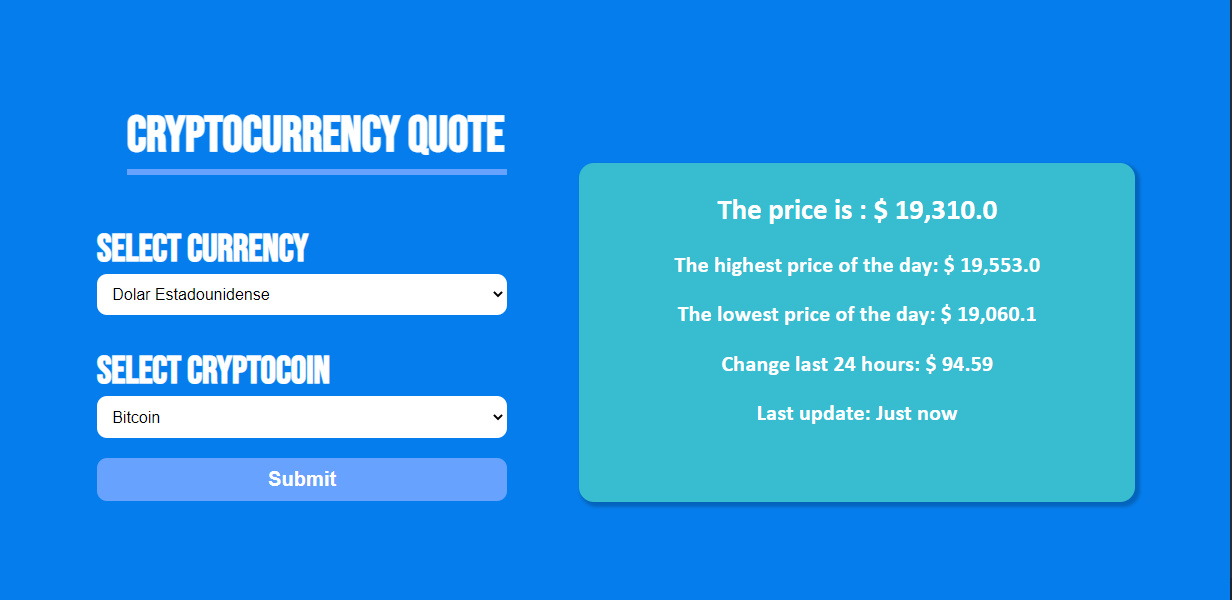 CRYPTOCURRENCY QUOTE
SELECT CURRENCY
Dolar Estadounidense
SELECT CRYPTOCOIN
Bitcoin
Submit
The price is : $ 19,310.0
The highest price of the day: $ 19,553.0
The lowest price of the day: $ 19,060.1
Change last 24 hours: $ 94.59
Last update: Just now